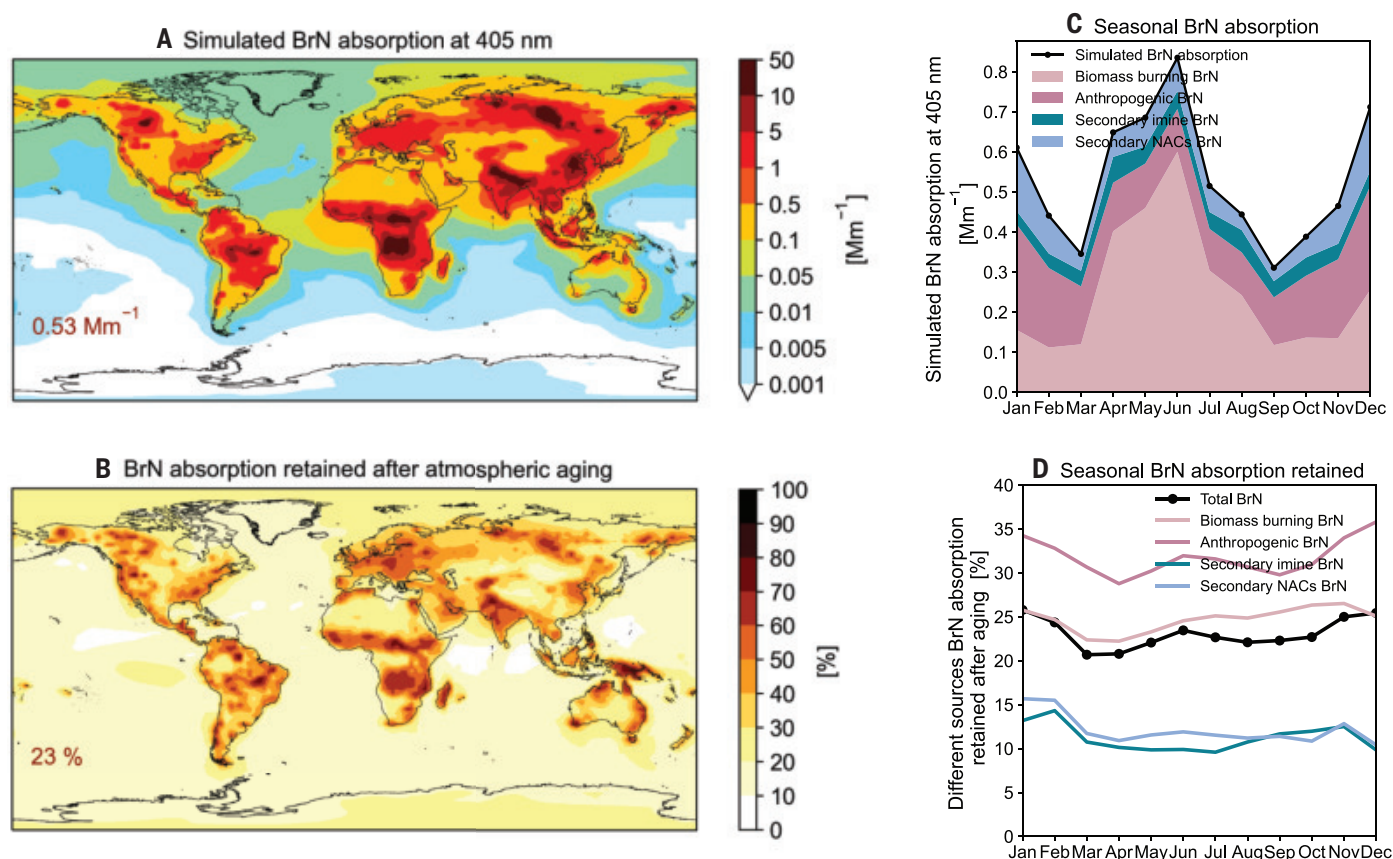 A Simulated BrN absorption at 405 nm
50
10
5
1
0.5
0.1
0.05
0.01
0.005
0.001
[Mm⁻¹]
0.53 Mm⁻¹
B BrN absorption retained after atmospheric aging
100
90
80
70
60
50
40
30
20
10
0
[%]
23 %
C Seasonal BrN absorption
Simulated BrN absorption
Biomass burning BrN
Anthropogenic BrN
Secondary imine BrN
Secondary NACs BrN
Simulated BrN absorption at 405 nm
[Mm⁻¹]
0.8
0.7
0.6
0.5
0.4
0.3
0.2
0.1
0.0
Jan Feb Mar Apr May Jun Jul Aug Sep Oct Nov Dec
D Seasonal BrN absorption retained
Total BrN
Biomass burning BrN
Anthropogenic BrN
Secondary imine BrN
Secondary NACs BrN
Different sources BrN absorption
retained after aging [%]
40
35
30
25
20
15
10
5
0
Jan Feb Mar Apr May Jun Jul Aug Sep Oct Nov Dec